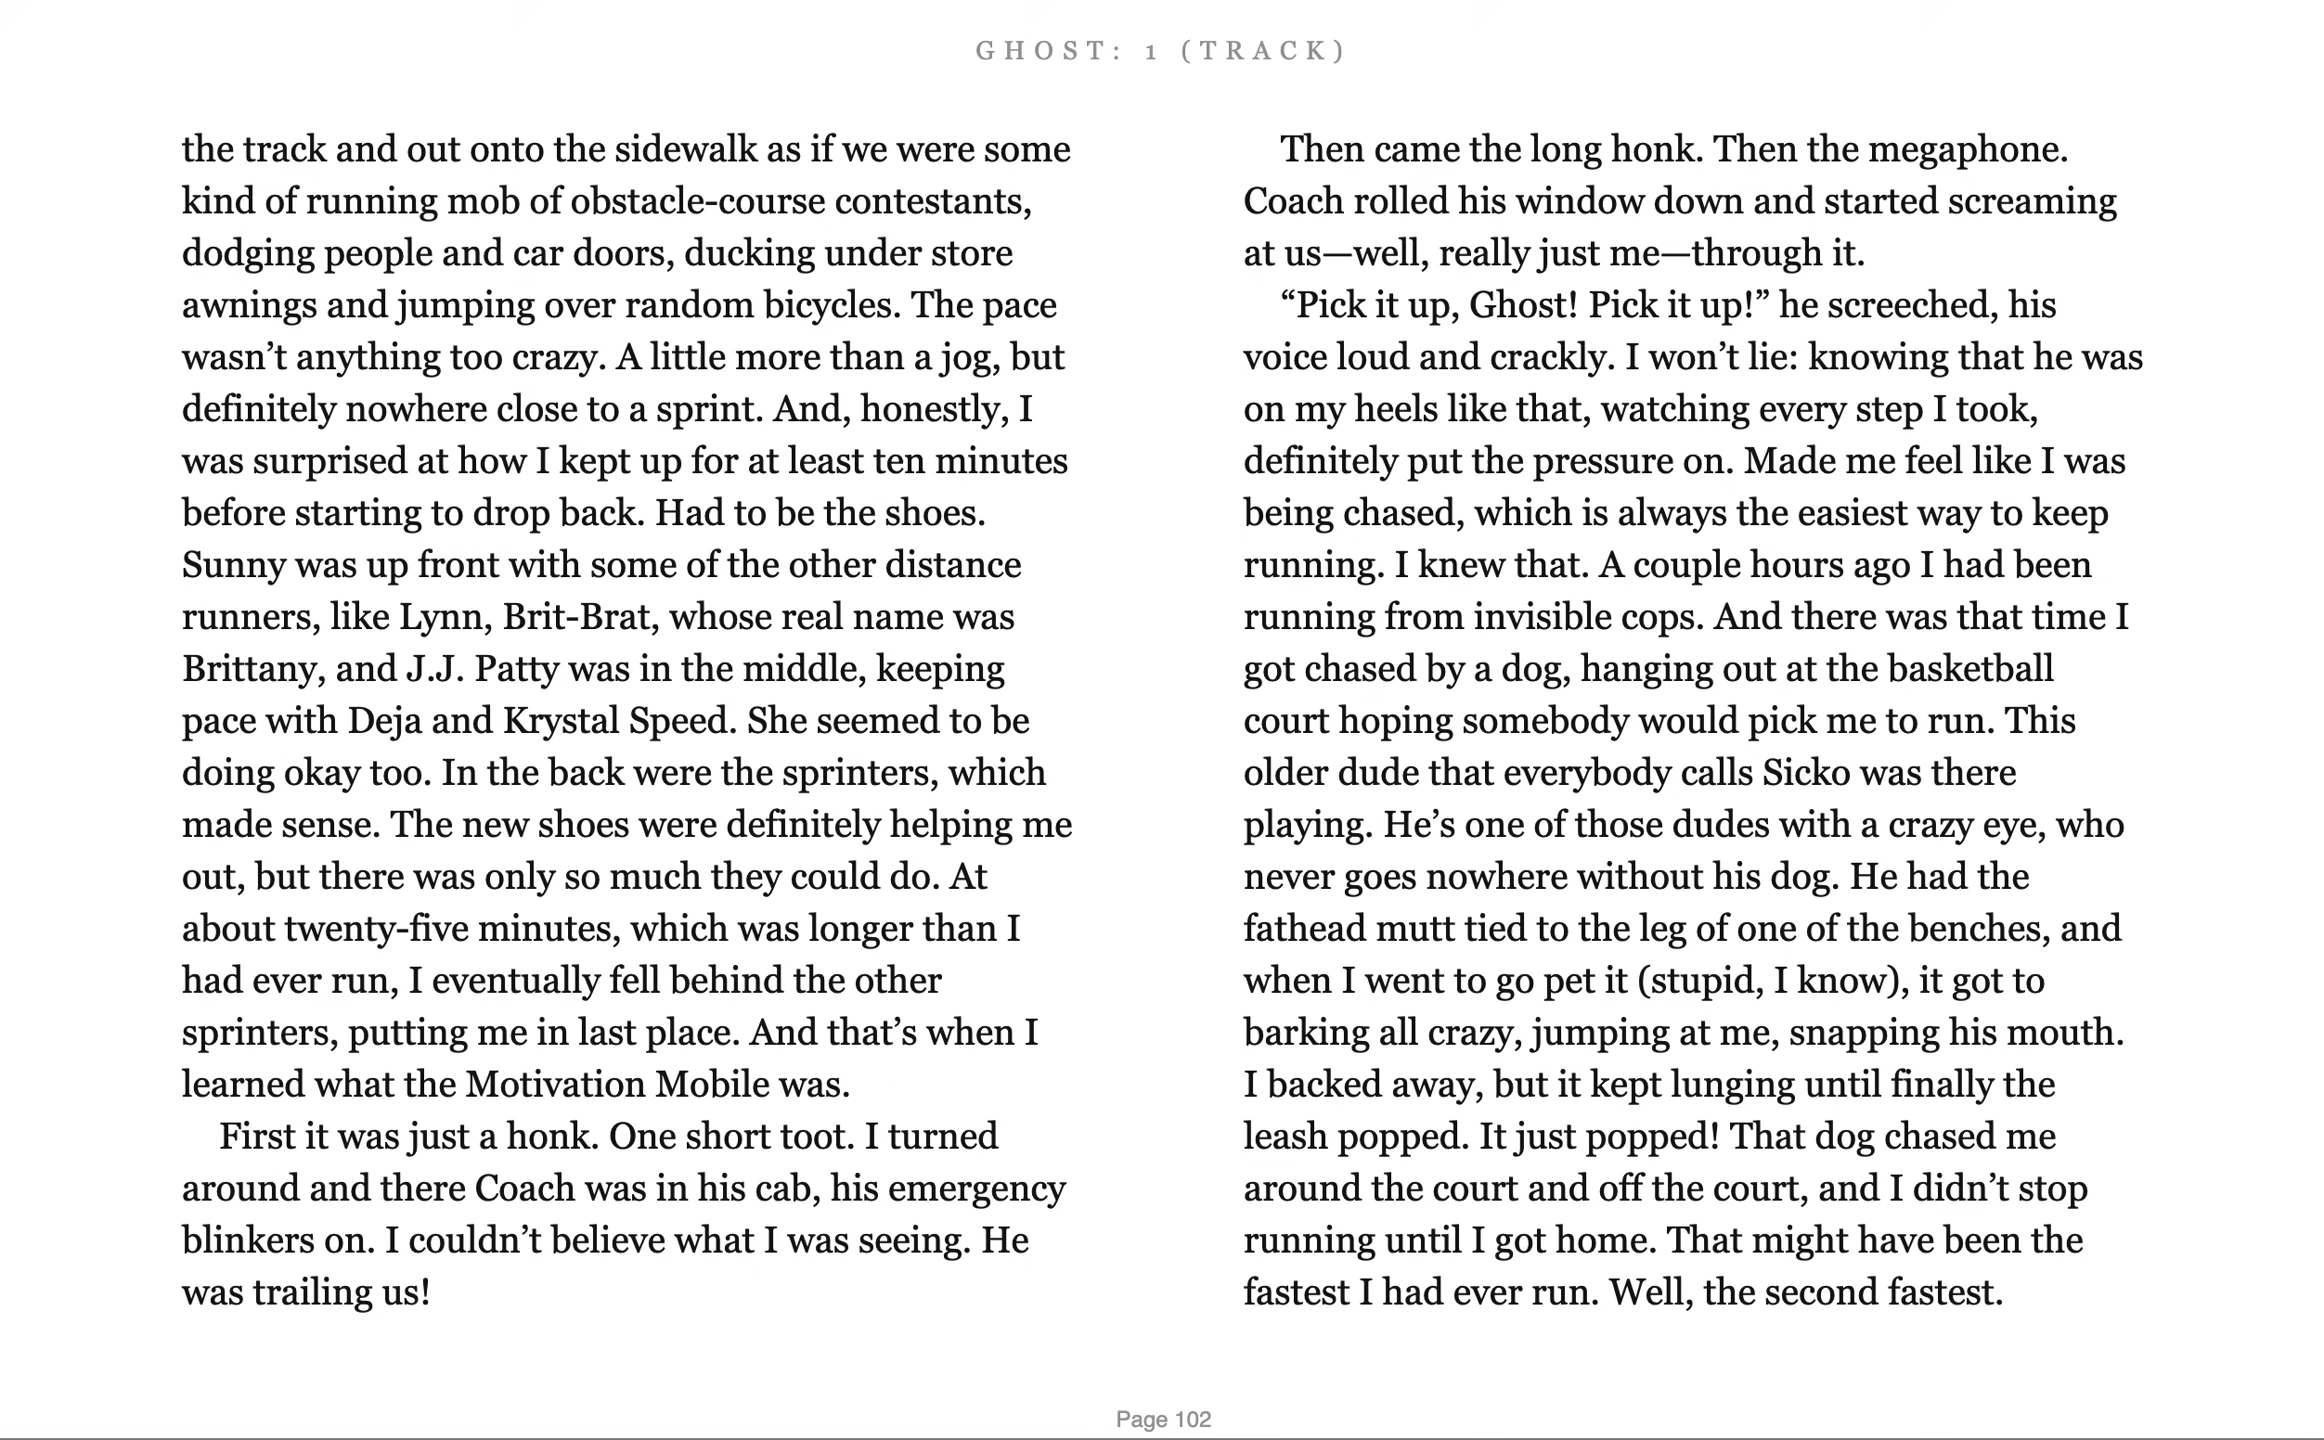 GHOST: 1 (TRACK)
the track and out onto the sidewalk as if we were some
kind of running mob of obstacle-course contestants,
dodging people and car doors, ducking under store
awnings and jumping over random bicycles. The pace
wasn’t anything too crazy. A little more than a jog, but
definitely nowhere close to a sprint. And, honestly, I
was surprised at how I kept up for at least ten minutes
before starting to drop back. Had to be the shoes.
Sunny was up front with some of the other distance
runners, like Lynn, Brit-Brat, whose real name was
Brittany, and J.J. Patty was in the middle, keeping
pace with Deja and Krystal Speed. She seemed to be
doing okay too. In the back were the sprinters, which
made sense. The new shoes were definitely helping me
out, but there was only so much they could do. At
about twenty-five minutes, which was longer than I
had ever run, I eventually fell behind the other
sprinters, putting me in last place. And that’s when I
learned what the Motivation Mobile was.
First it was just a honk. One short toot. I turned
around and there Coach was in his cab, his emergency
blinkers on. I couldn’t believe what I was seeing. He
was trailing us!
Then came the long honk. Then the megaphone.
Coach rolled his window down and started screaming
at us—well, really just me—through it.
“Pick it up, Ghost! Pick it up!” he screeched, his
voice loud and crackly. I won’t lie: knowing that he was
on my heels like that, watching every step I took,
definitely put the pressure on. Made me feel like I was
being chased, which is always the easiest way to keep
running. I knew that. A couple hours ago I had been
running from invisible cops. And there was that time I
got chased by a dog, hanging out at the basketball
court hoping somebody would pick me to run. This
older dude that everybody calls Sicko was there
playing. He’s one of those dudes with a crazy eye, who
never goes nowhere without his dog. He had the
fathead mutt tied to the leg of one of the benches, and
when I went to go pet it (stupid, I know), it got to
barking all crazy, jumping at me, snapping his mouth.
I backed away, but it kept lunging until finally the
leash popped. It just popped! That dog chased me
around the court and off the court, and I didn’t stop
running until I got home. That might have been the
fastest I had ever run. Well, the second fastest.
Page 102